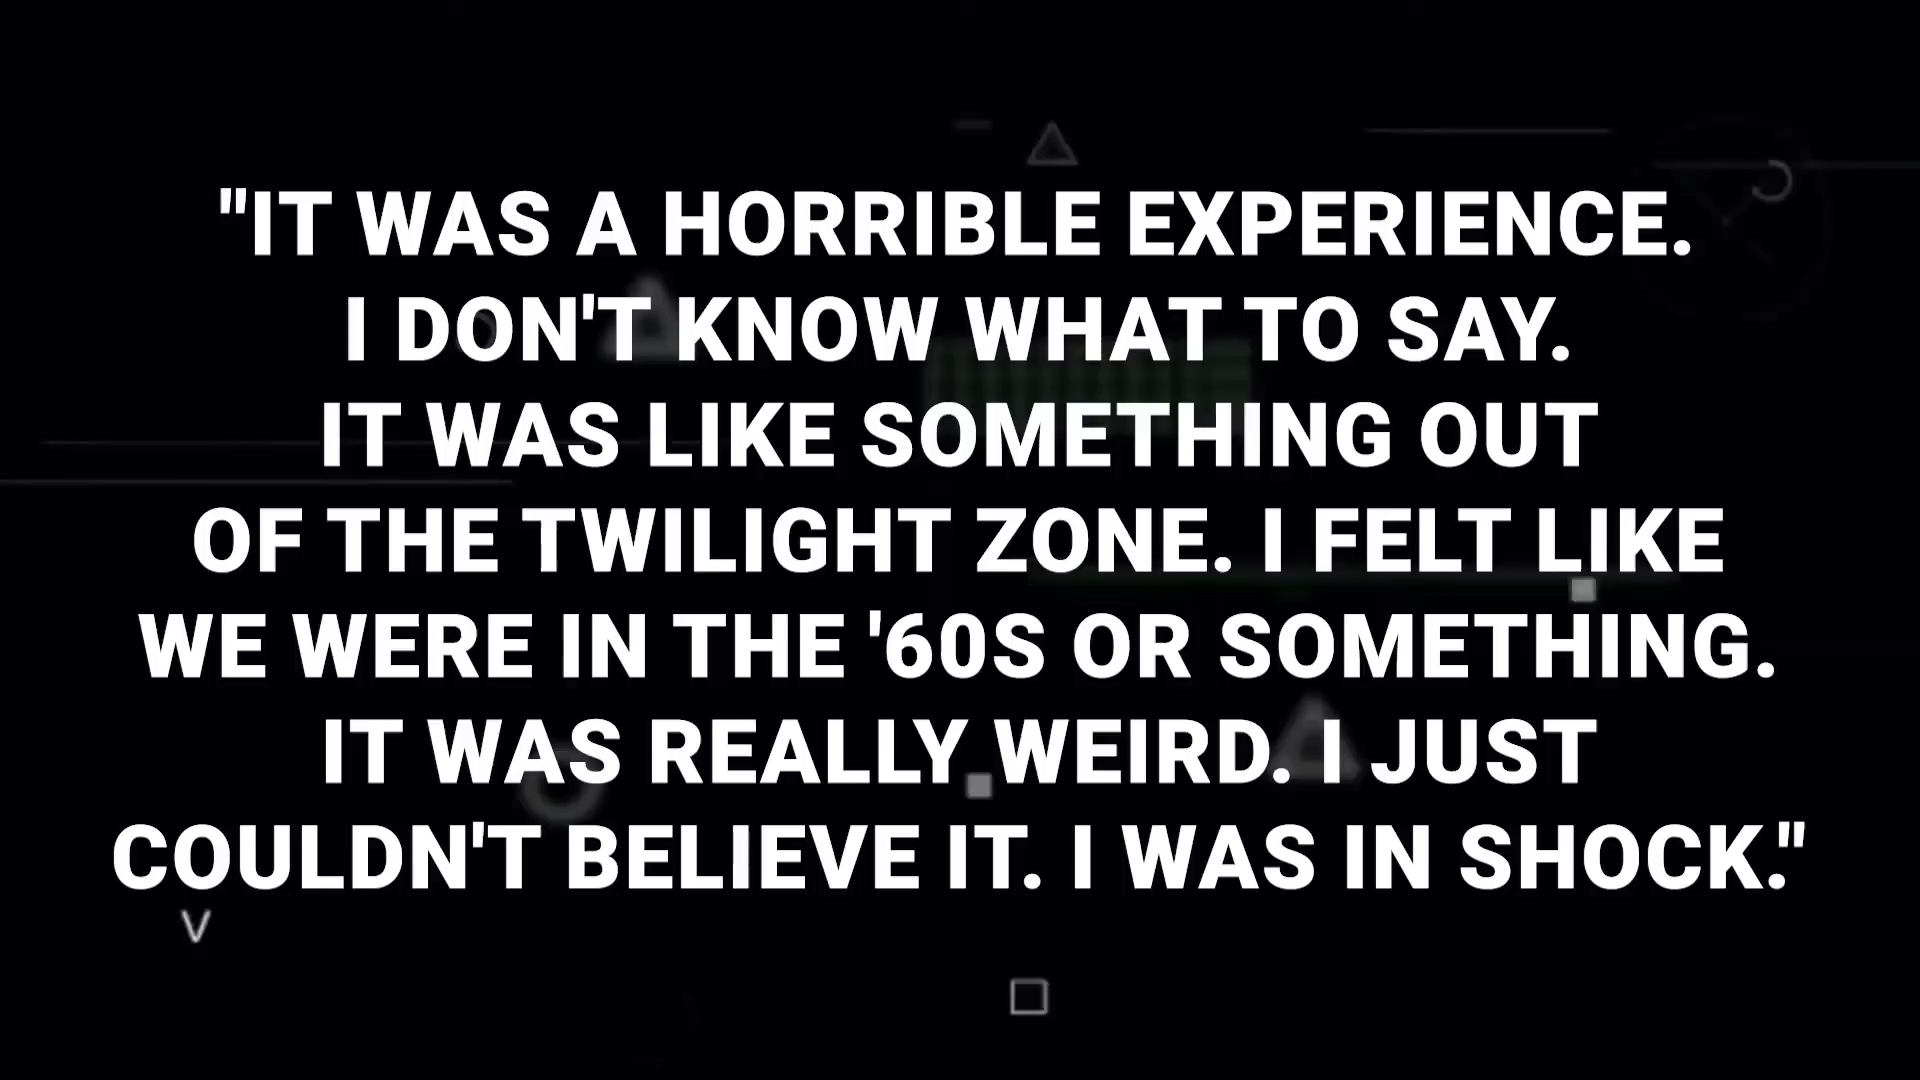 "IT WAS A HORRIBLE EXPERIENCE.
I DON'T KNOW WHAT TO SAY.
IT WAS LIKE SOMETHING OUT
OF THE TWILIGHT ZONE. I FELT LIKE
WE WERE IN THE '60S OR SOMETHING.
IT WAS REALLY WEIRD. I JUST
COULDN'T BELIEVE IT. I WAS IN SHOCK."